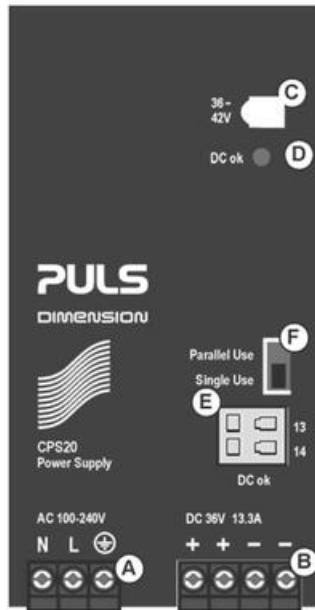 C
36-
42V
DC ok
D
PULS
DIMENSION
F
Parallel Use
Single Use
E
CPS20
Power Supply
13
14
DC ok
AC 100-240V
DC 36V 13.3A
N L
+ + - -
A
B